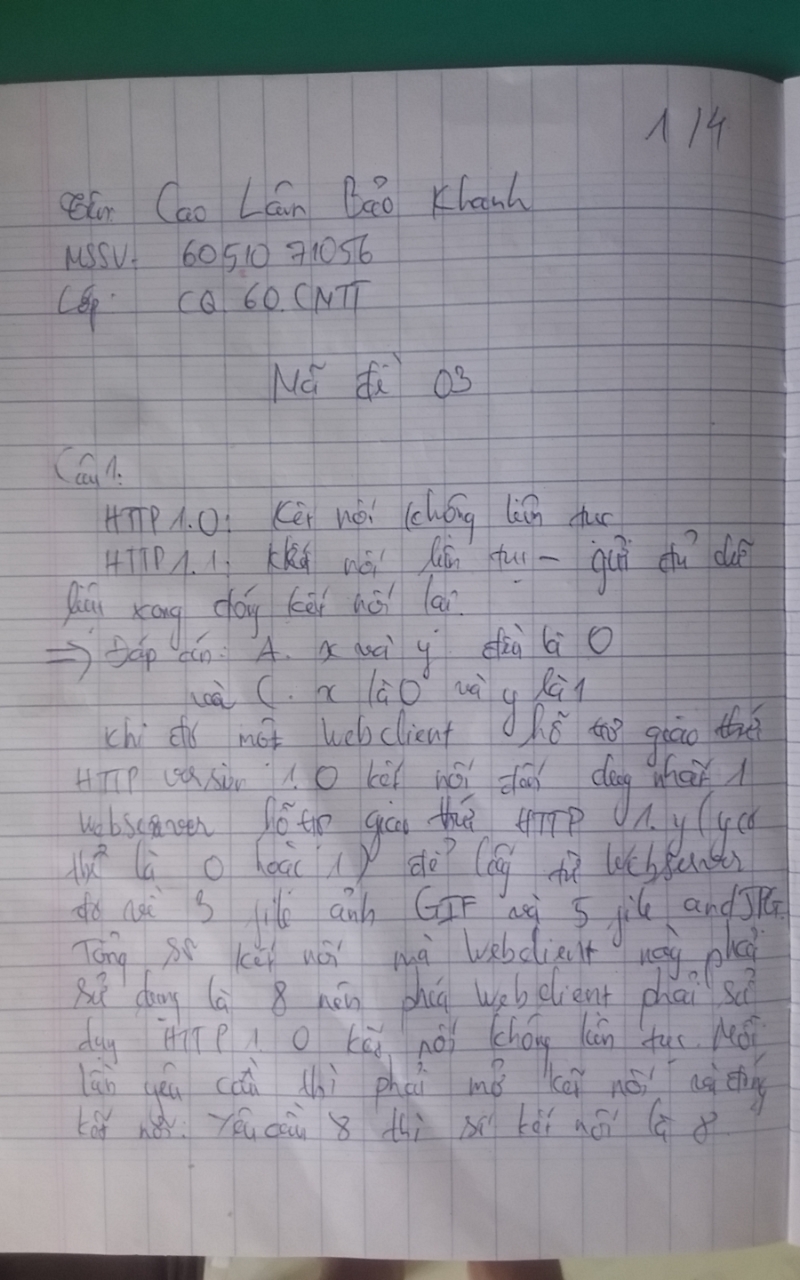 1/4
Tên: Cao Lân Bảo Khanh
MSSV: 6051071056
Lớp: CQ.60.CNTT
Mã đề 03
Câu 1:
HTTP 1.0: Kết nối không liên tục
HTTP 1.1: Kết nối liên tục - gửi đủ dữ
liệu xong đóng kết nối lại.
=> Đáp án: A. x và y đều là 0
và C. x là 0 và y là 1
Khi đó một Webclient hỗ trợ giao thức
HTTP version 1.0 kết nối đến duy nhất 1
Webserver hỗ trợ giao thức HTTP 1.y (y có
thể là 0 hoặc 1) để lấy từ Webserver
đó về 3 file ảnh GIF và 5 file JPG.
Tổng số kết nối mà Webclient này phải
sử dụng là 8 nên phía Webclient phải sử
dụng HTTP 1.0 kết nối không liên tục. Mỗi
lần yêu cầu thì phải mở kết nối và đóng
kết nối. Yêu cầu 8 thì số kết nối là 8